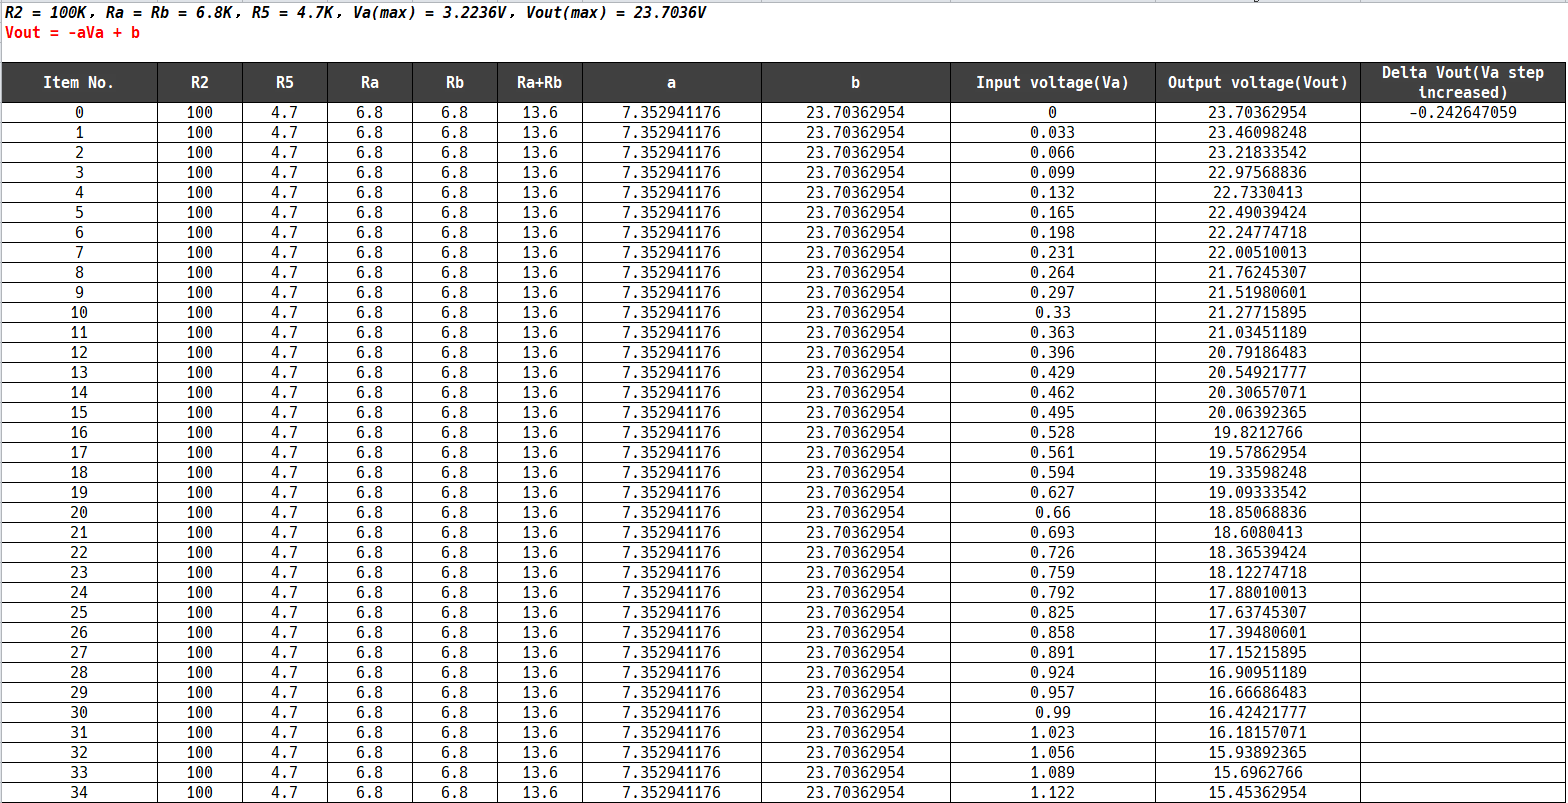 R2 = 100K, Ra = Rb = 6.8K, R5 = 4.7K, Va(max) = 3.2236V, Vout(max) = 23.7036V
Vout = -aVa + b
Item No. R2 R5 Ra Rb Ra+Rb a b Input voltage(Va) Output voltage(Vout) Delta Vout(Va step increased)
0 100 4.7 6.8 6.8 13.6 7.352941176 23.70362954 0 23.70362954 -0.242647059
1 100 4.7 6.8 6.8 13.6 7.352941176 23.70362954 0.033 23.46098248
2 100 4.7 6.8 6.8 13.6 7.352941176 23.70362954 0.066 23.21833542
3 100 4.7 6.8 6.8 13.6 7.352941176 23.70362954 0.099 22.97568836
4 100 4.7 6.8 6.8 13.6 7.352941176 23.70362954 0.132 22.7330413
5 100 4.7 6.8 6.8 13.6 7.352941176 23.70362954 0.165 22.49039424
6 100 4.7 6.8 6.8 13.6 7.352941176 23.70362954 0.198 22.24774718
7 100 4.7 6.8 6.8 13.6 7.352941176 23.70362954 0.231 22.00510013
8 100 4.7 6.8 6.8 13.6 7.352941176 23.70362954 0.264 21.76245307
9 100 4.7 6.8 6.8 13.6 7.352941176 23.70362954 0.297 21.51980601
10 100 4.7 6.8 6.8 13.6 7.352941176 23.70362954 0.33 21.27715895
11 100 4.7 6.8 6.8 13.6 7.352941176 23.70362954 0.363 21.03451189
12 100 4.7 6.8 6.8 13.6 7.352941176 23.70362954 0.396 20.79186483
13 100 4.7 6.8 6.8 13.6 7.352941176 23.70362954 0.429 20.54921777
14 100 4.7 6.8 6.8 13.6 7.352941176 23.70362954 0.462 20.30657071
15 100 4.7 6.8 6.8 13.6 7.352941176 23.70362954 0.495 20.06392365
16 100 4.7 6.8 6.8 13.6 7.352941176 23.70362954 0.528 19.8212766
17 100 4.7 6.8 6.8 13.6 7.352941176 23.70362954 0.561 19.57862954
18 100 4.7 6.8 6.8 13.6 7.352941176 23.70362954 0.594 19.33598248
19 100 4.7 6.8 6.8 13.6 7.352941176 23.70362954 0.627 19.09333542
20 100 4.7 6.8 6.8 13.6 7.352941176 23.70362954 0.66 18.85068836
21 100 4.7 6.8 6.8 13.6 7.352941176 23.70362954 0.693 18.6080413
22 100 4.7 6.8 6.8 13.6 7.352941176 23.70362954 0.726 18.36539424
23 100 4.7 6.8 6.8 13.6 7.352941176 23.70362954 0.759 18.12274718
24 100 4.7 6.8 6.8 13.6 7.352941176 23.70362954 0.792 17.88010013
25 100 4.7 6.8 6.8 13.6 7.352941176 23.70362954 0.825 17.63745307
26 100 4.7 6.8 6.8 13.6 7.352941176 23.70362954 0.858 17.39480601
27 100 4.7 6.8 6.8 13.6 7.352941176 23.70362954 0.891 17.15215895
28 100 4.7 6.8 6.8 13.6 7.352941176 23.70362954 0.924 16.90951189
29 100 4.7 6.8 6.8 13.6 7.352941176 23.70362954 0.957 16.66686483
30 100 4.7 6.8 6.8 13.6 7.352941176 23.70362954 0.99 16.42421777
31 100 4.7 6.8 6.8 13.6 7.352941176 23.70362954 1.023 16.18157071
32 100 4.7 6.8 6.8 13.6 7.352941176 23.70362954 1.056 15.93892365
33 100 4.7 6.8 6.8 13.6 7.352941176 23.70362954 1.089 15.6962766
34 100 4.7 6.8 6.8 13.6 7.352941176 23.70362954 1.122 15.45362954